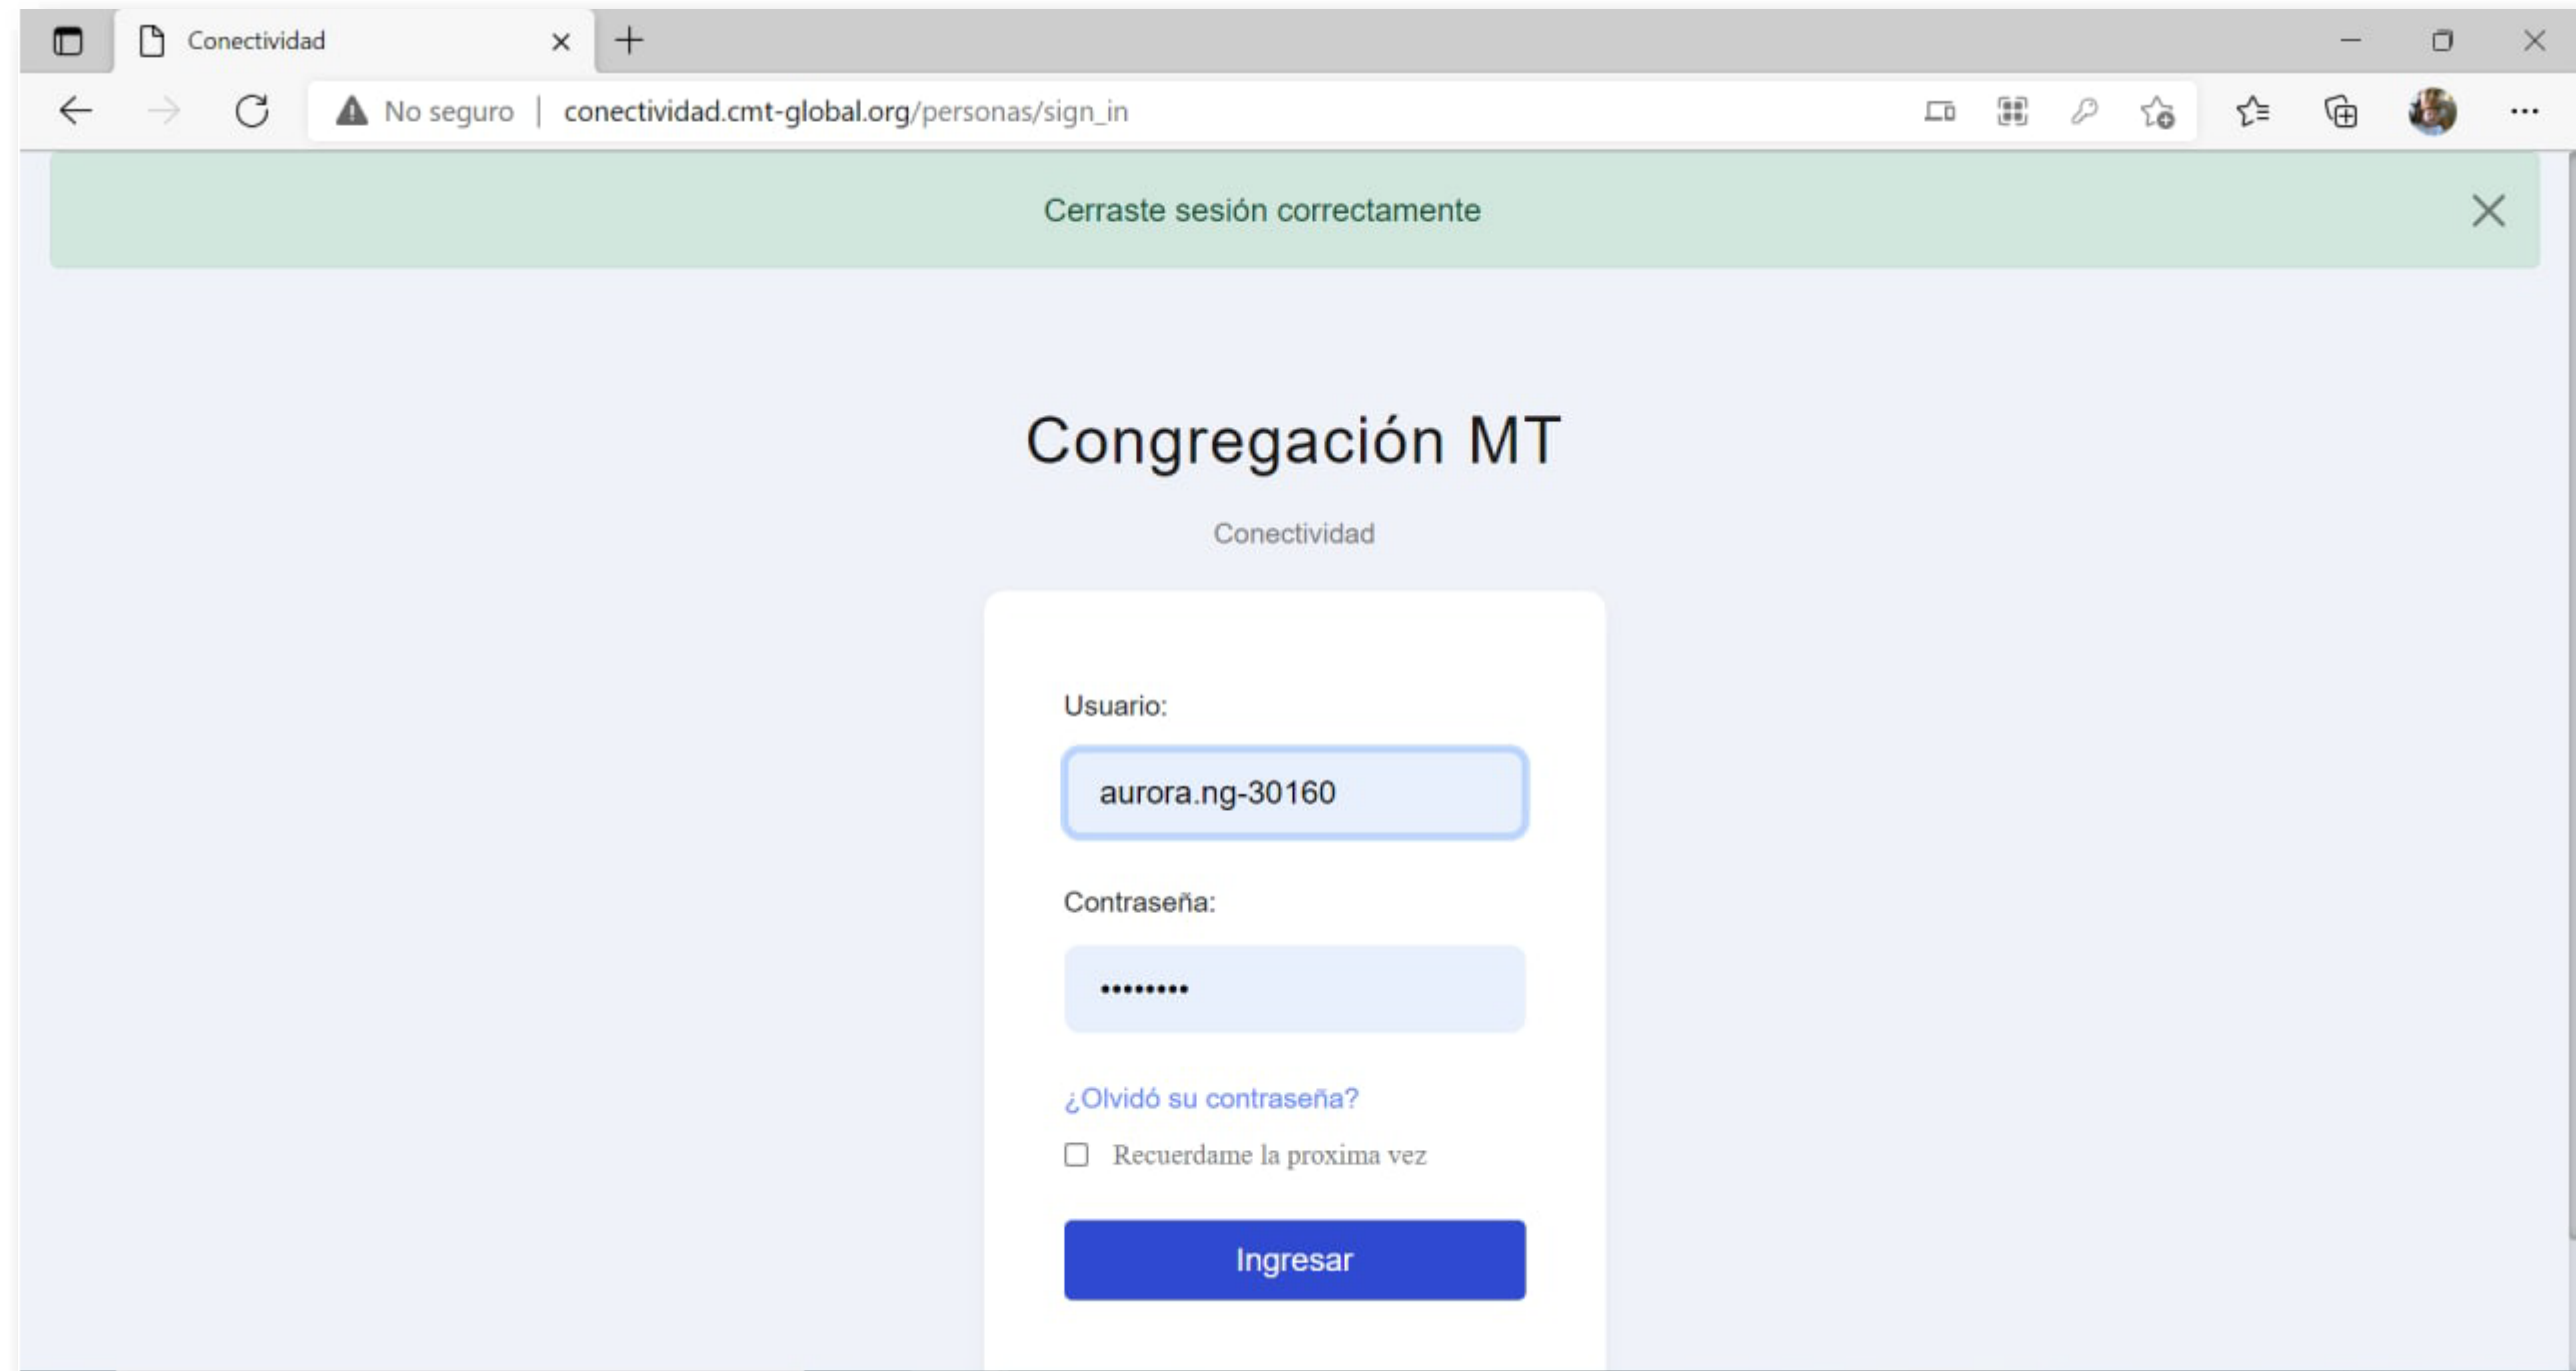 Conectividad
No seguro | conectividad.cmt-global.org/personas/sign_in
Cerraste sesión correctamente
Congregación MT
Conectividad
Usuario:
aurora.ng-30160
Contraseña:
••••••••
¿Olvidó su contraseña?
Recuerdame la proxima vez
Ingresar